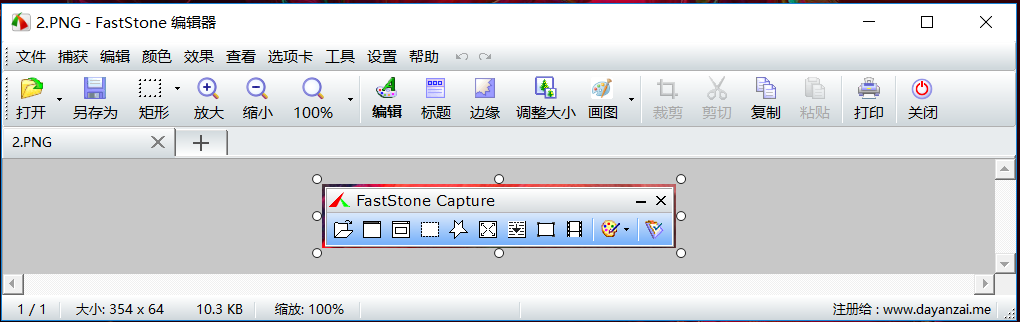 2.PNG - FastStone 编辑器
文件 捕获 编辑 颜色 效果 查看 选项卡 工具 设置 帮助
打开 另存为 矩形 放大 缩小 100% 编辑 标题 边缘 调整大小 画图 裁剪 剪切 复制 粘贴 打印 关闭
2.PNG
FastStone Capture
1 / 1 大小: 354 x 64 10.3 KB 缩放: 100% 注册给 : www.dayanzai.me